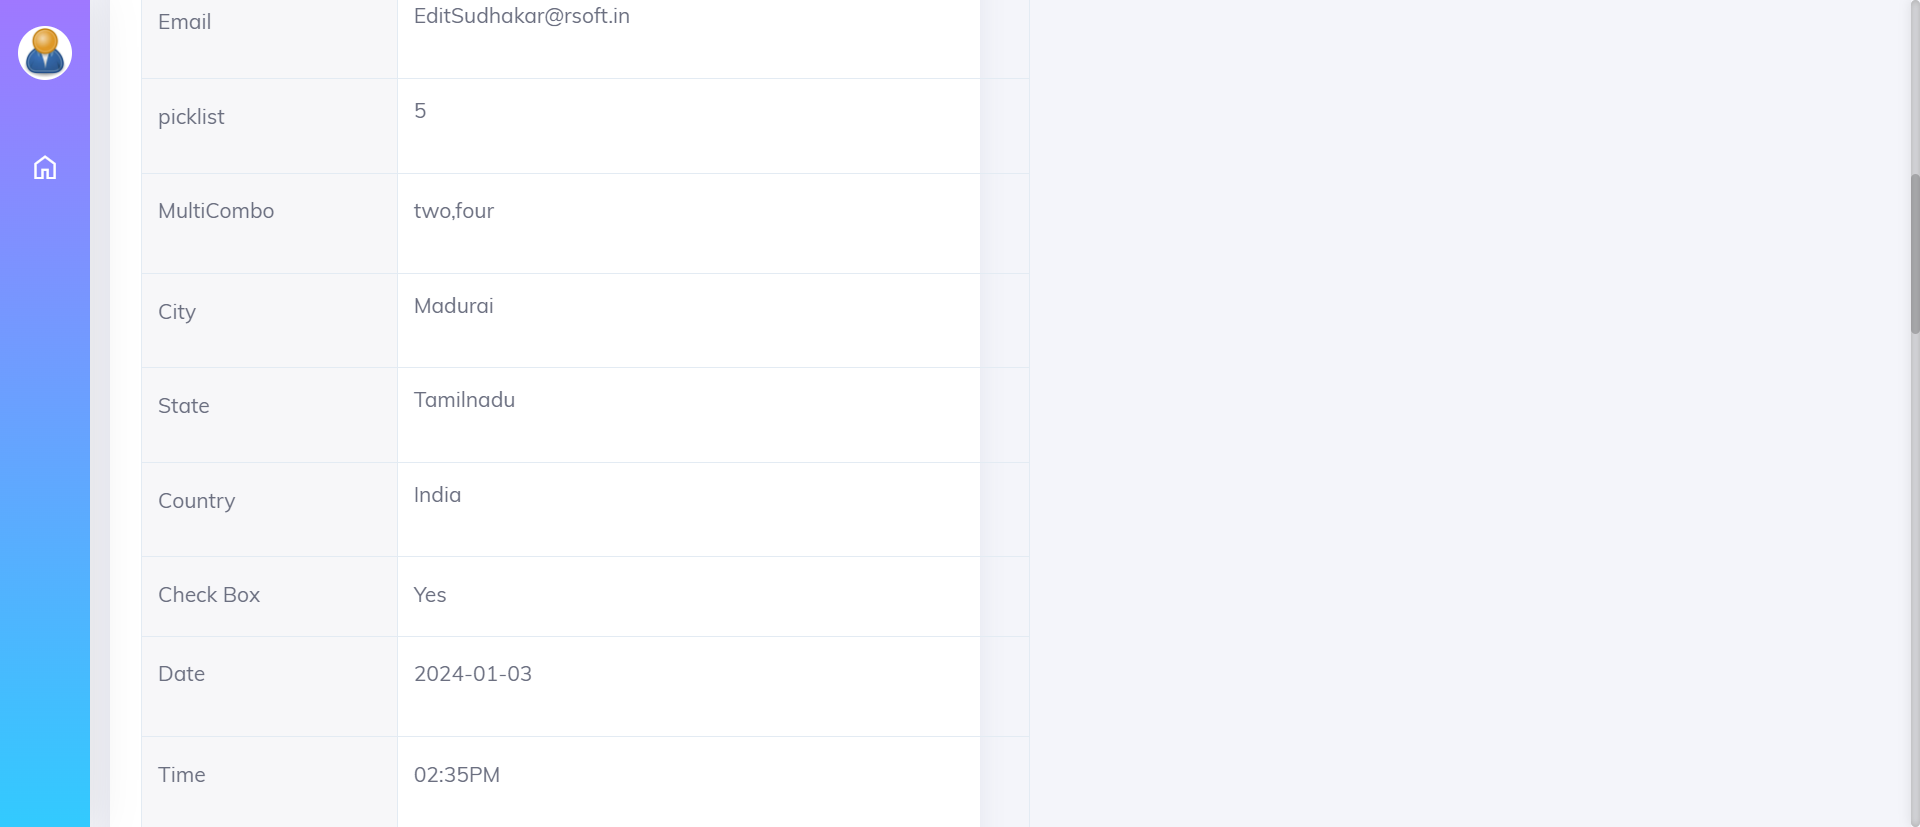 Email EditSudhakar@rsoft.in
picklist 5
MultiCombo two,four
City Madurai
State Tamilnadu
Country India
Check Box Yes
Date 2024-01-03
Time 02:35PM